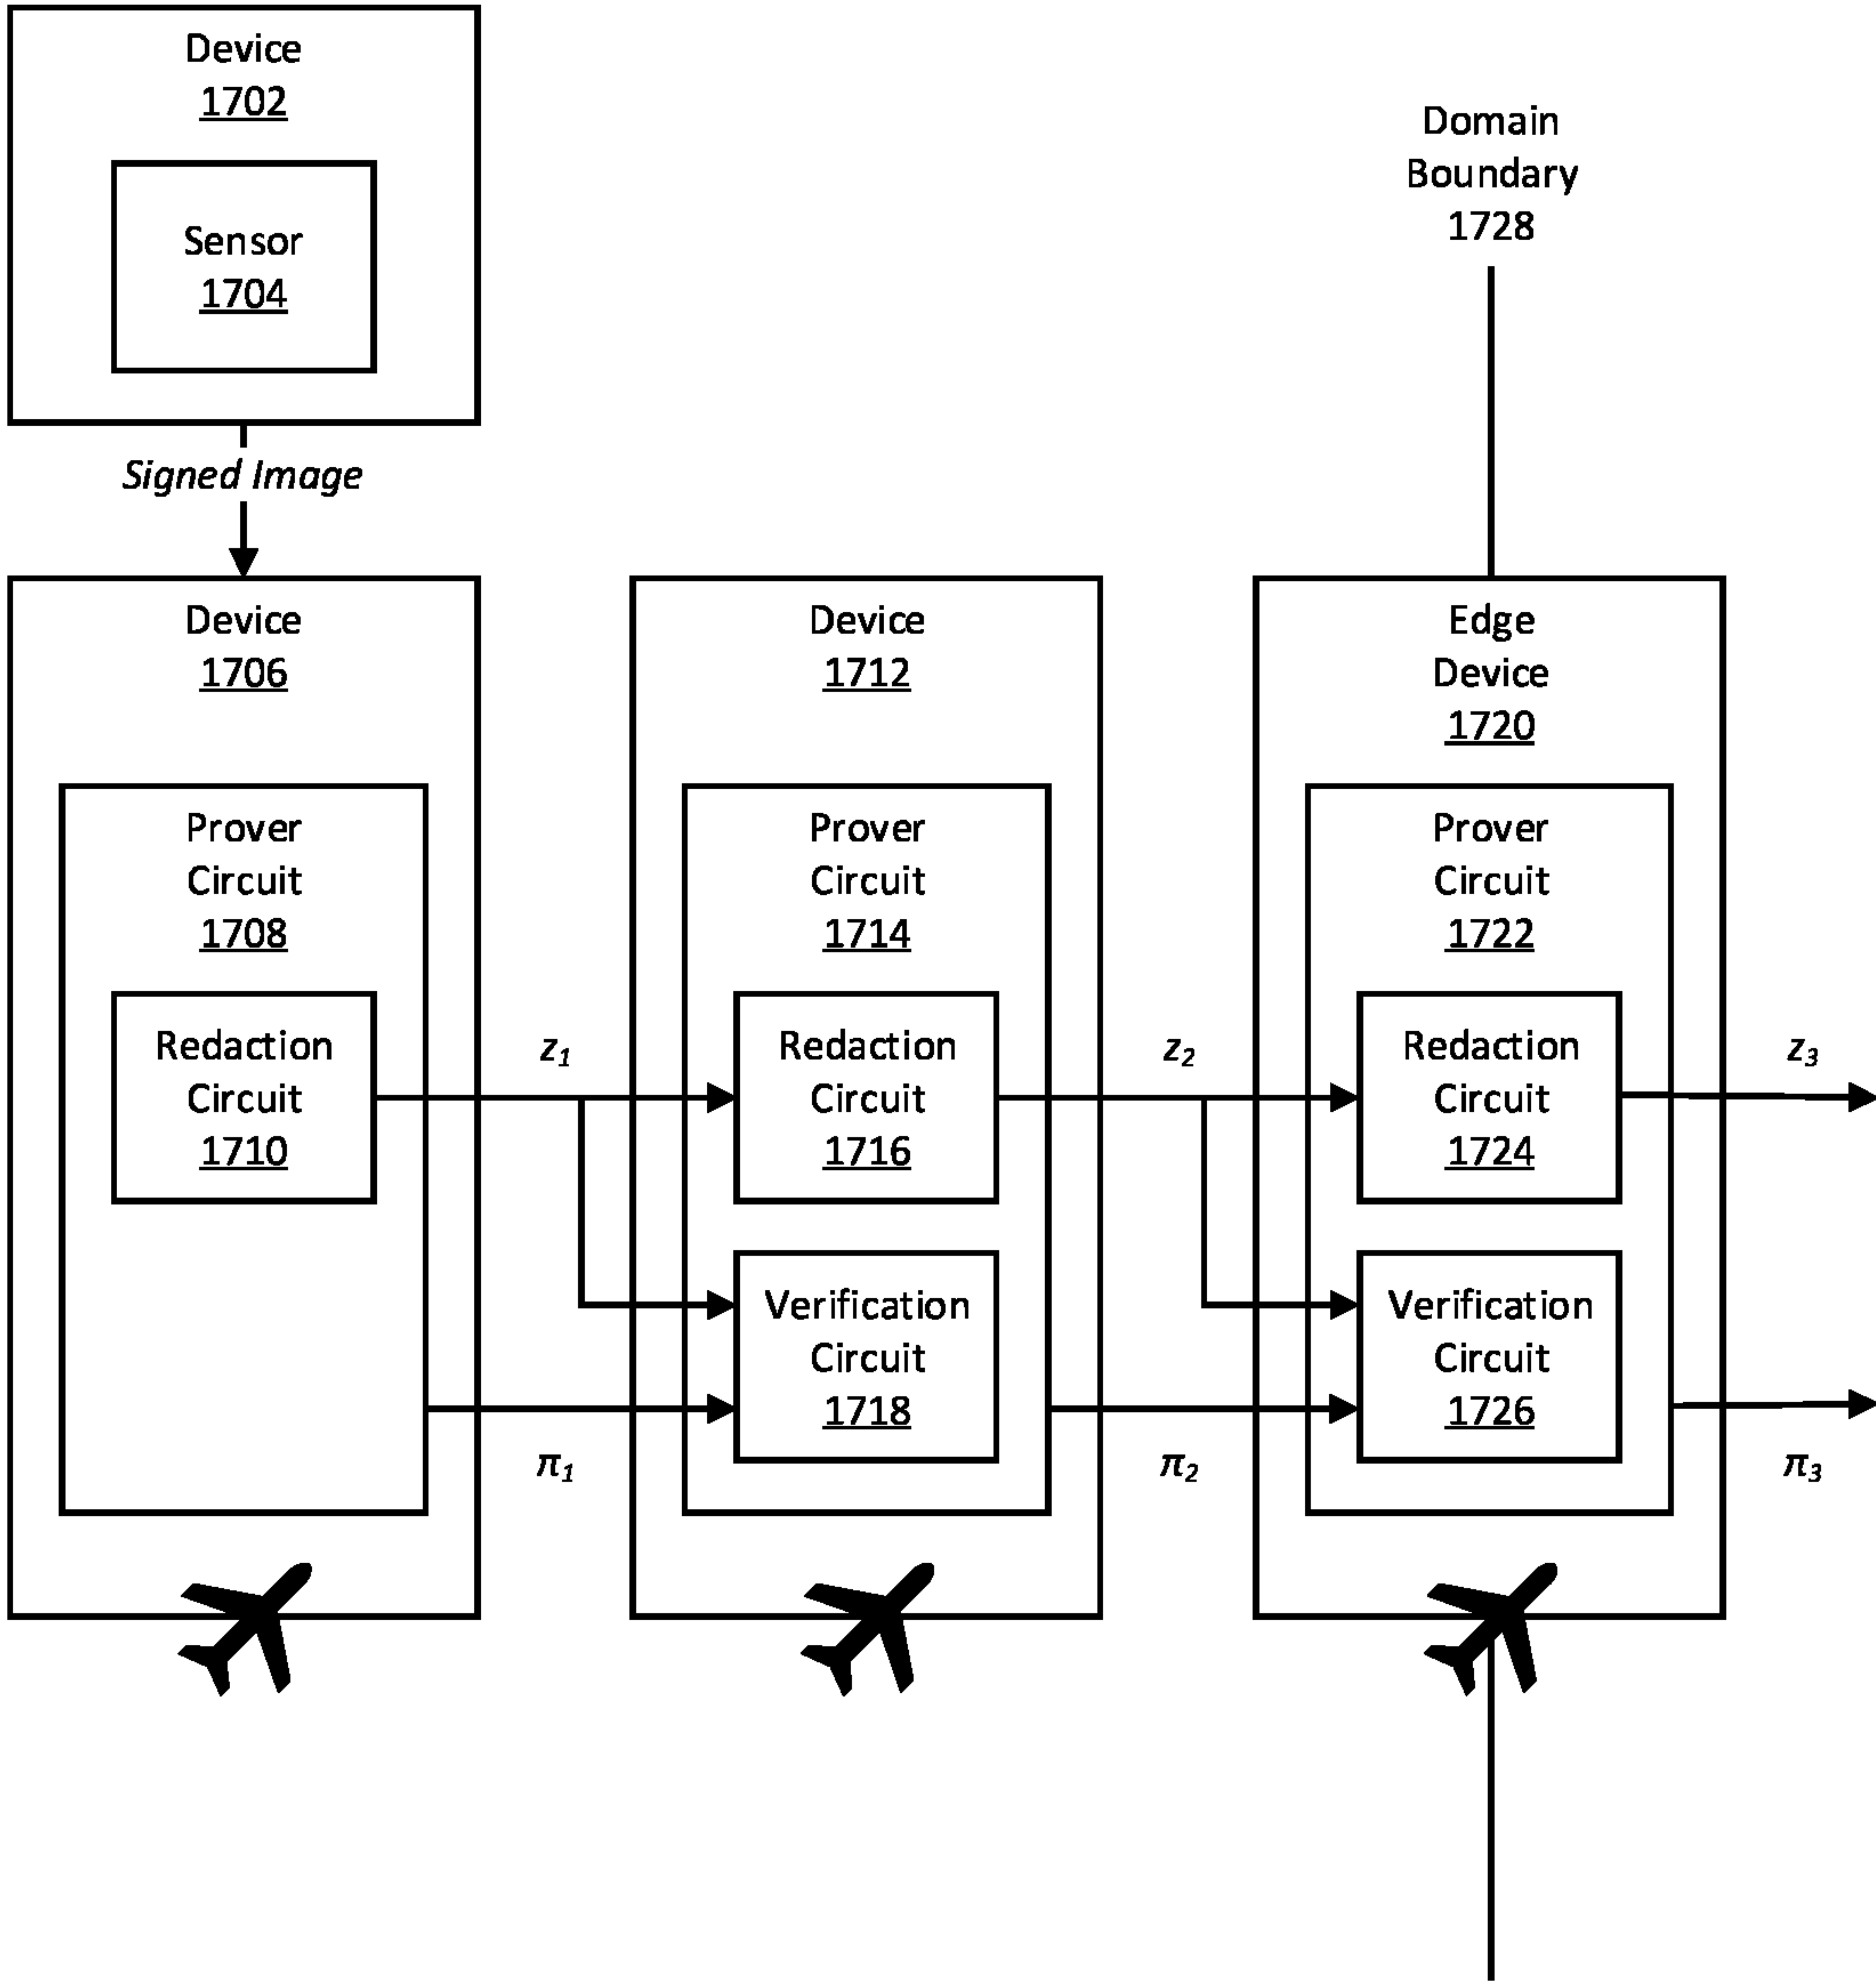 Device
1702
Sensor
1704
Signed Image
Domain
Boundary
1728
Device
1706
Prover
Circuit
1708
Redaction
Circuit
1710
z1
π1
Device
1712
Prover
Circuit
1714
Redaction
Circuit
1716
Verification
Circuit
1718
z2
π2
Edge
Device
1720
Prover
Circuit
1722
Redaction
Circuit
1724
Verification
Circuit
1726
z3
π3